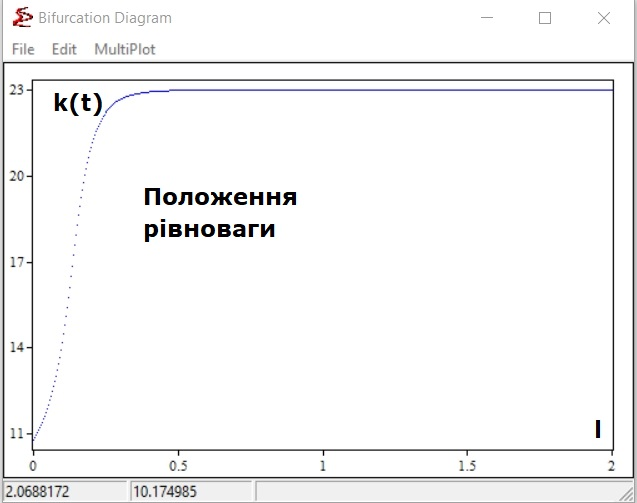 Bifurcation Diagram
File Edit MultiPlot
23
k(t)
20
Положення
рівноваги
17
14
11
l
0 0.5 1 1.5 2
2.0688172 10.174985